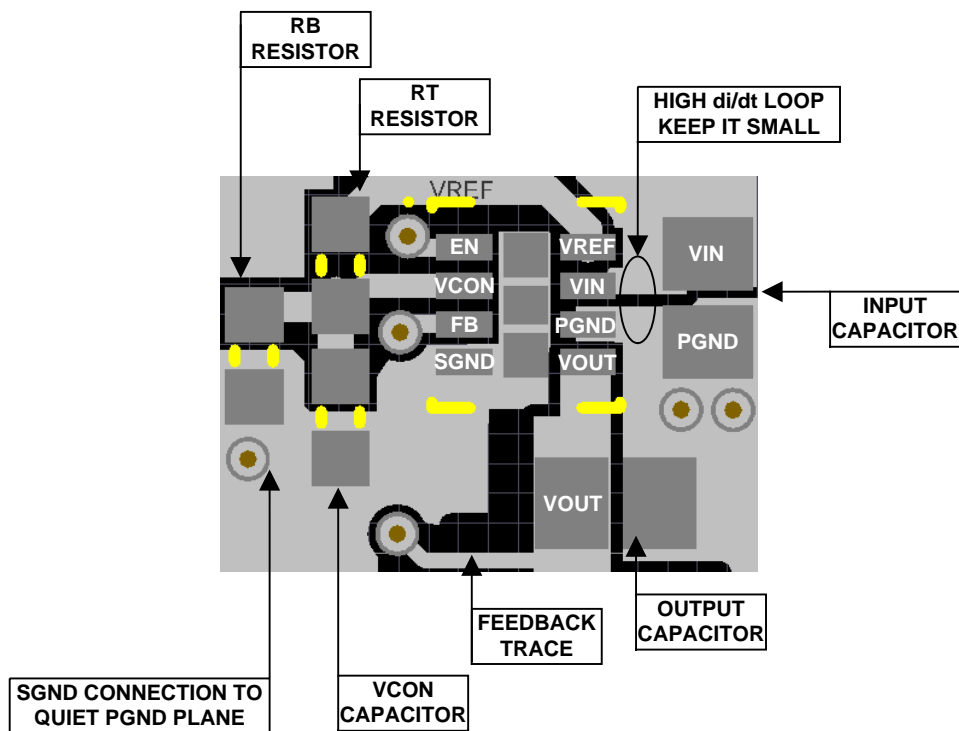 RB
RESISTOR
RT
RESISTOR
HIGH di/dt LOOP
KEEP IT SMALL
VREF
EN
VREF
VIN
VCON
VIN
INPUT
CAPACITOR
FB
PGND
PGND
SGND
VOUT
VOUT
FEEDBACK
TRACE
OUTPUT
CAPACITOR
SGND CONNECTION TO
QUIET PGND PLANE
VCON
CAPACITOR